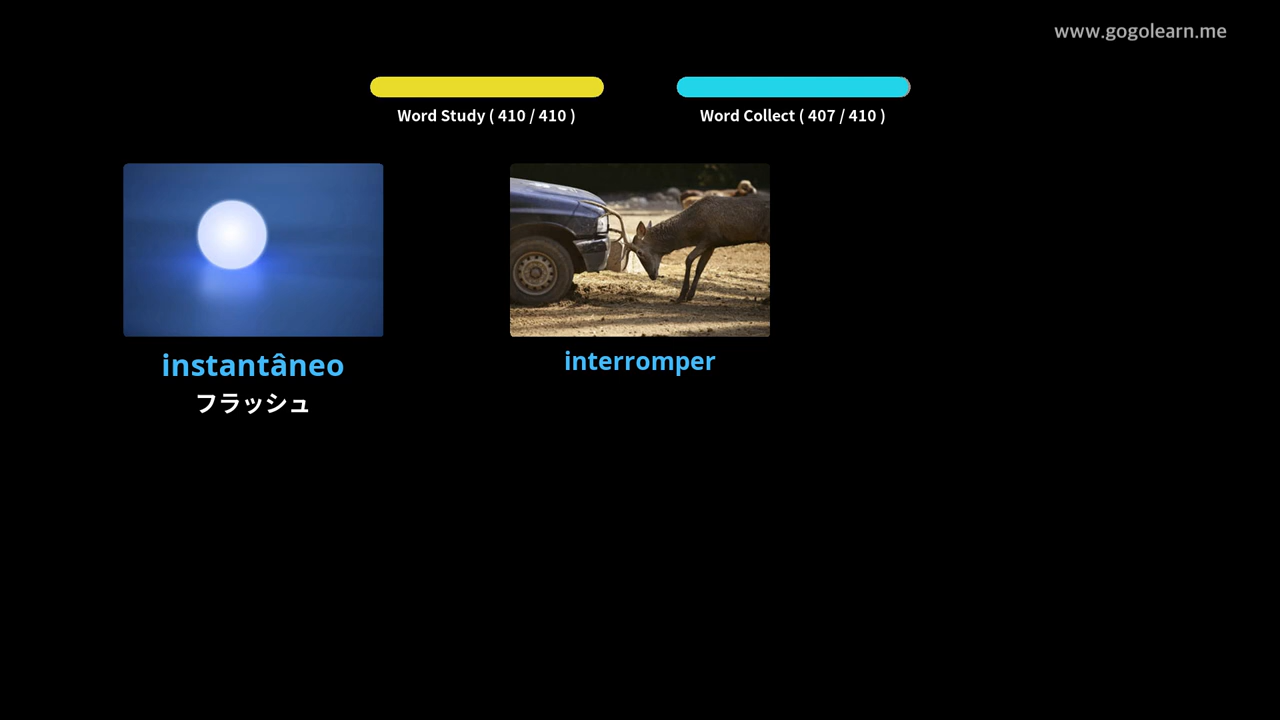 www.gogolearn.me
Word Study ( 410 / 410 )
Word Collect ( 407 / 410 )
instantâneo
フラッシュ
interromper